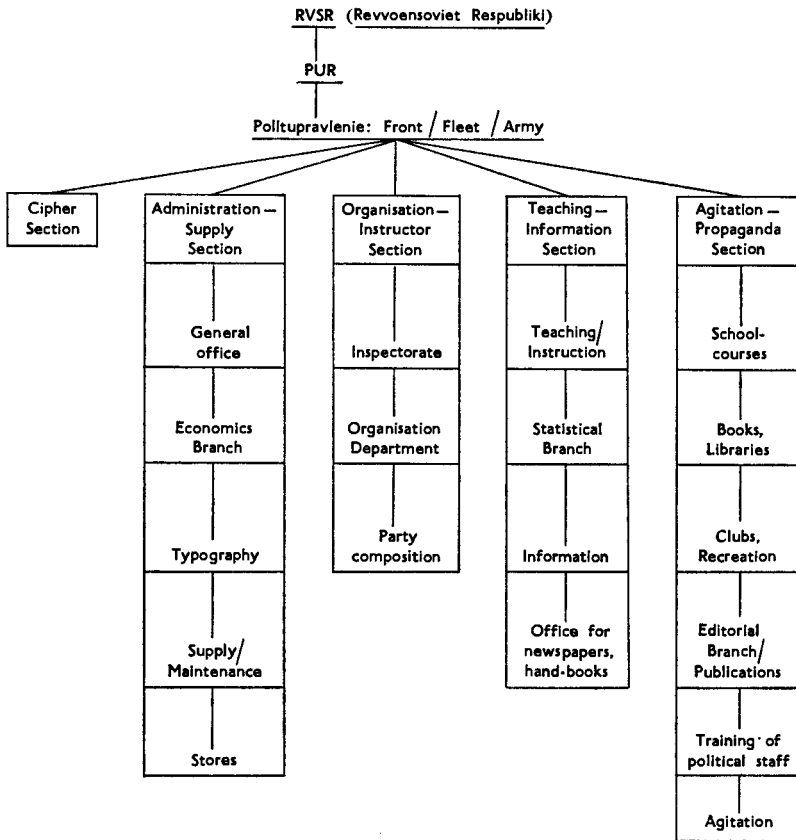 RVSR (Revvoensoviet Respubliki)
PUR
Politupravlenie: Front / Fleet / Army
Cipher
Section
Administration—
Supply
Section
General
office
Economics
Branch
Typography
Supply/
Maintenance
Stores
Organisation—
Instructor
Section
Inspectorate
Organisation
Department
Party
composition
Teaching—
Information
Section
Teaching/
Instruction
Statistical
Branch
Information
Office for
newspapers,
hand-books
Agitation—
Propaganda
Section
School-
courses
Books,
Libraries
Clubs,
Recreation
Editorial
Branch/
Publications
Training of
political staff
Agitation